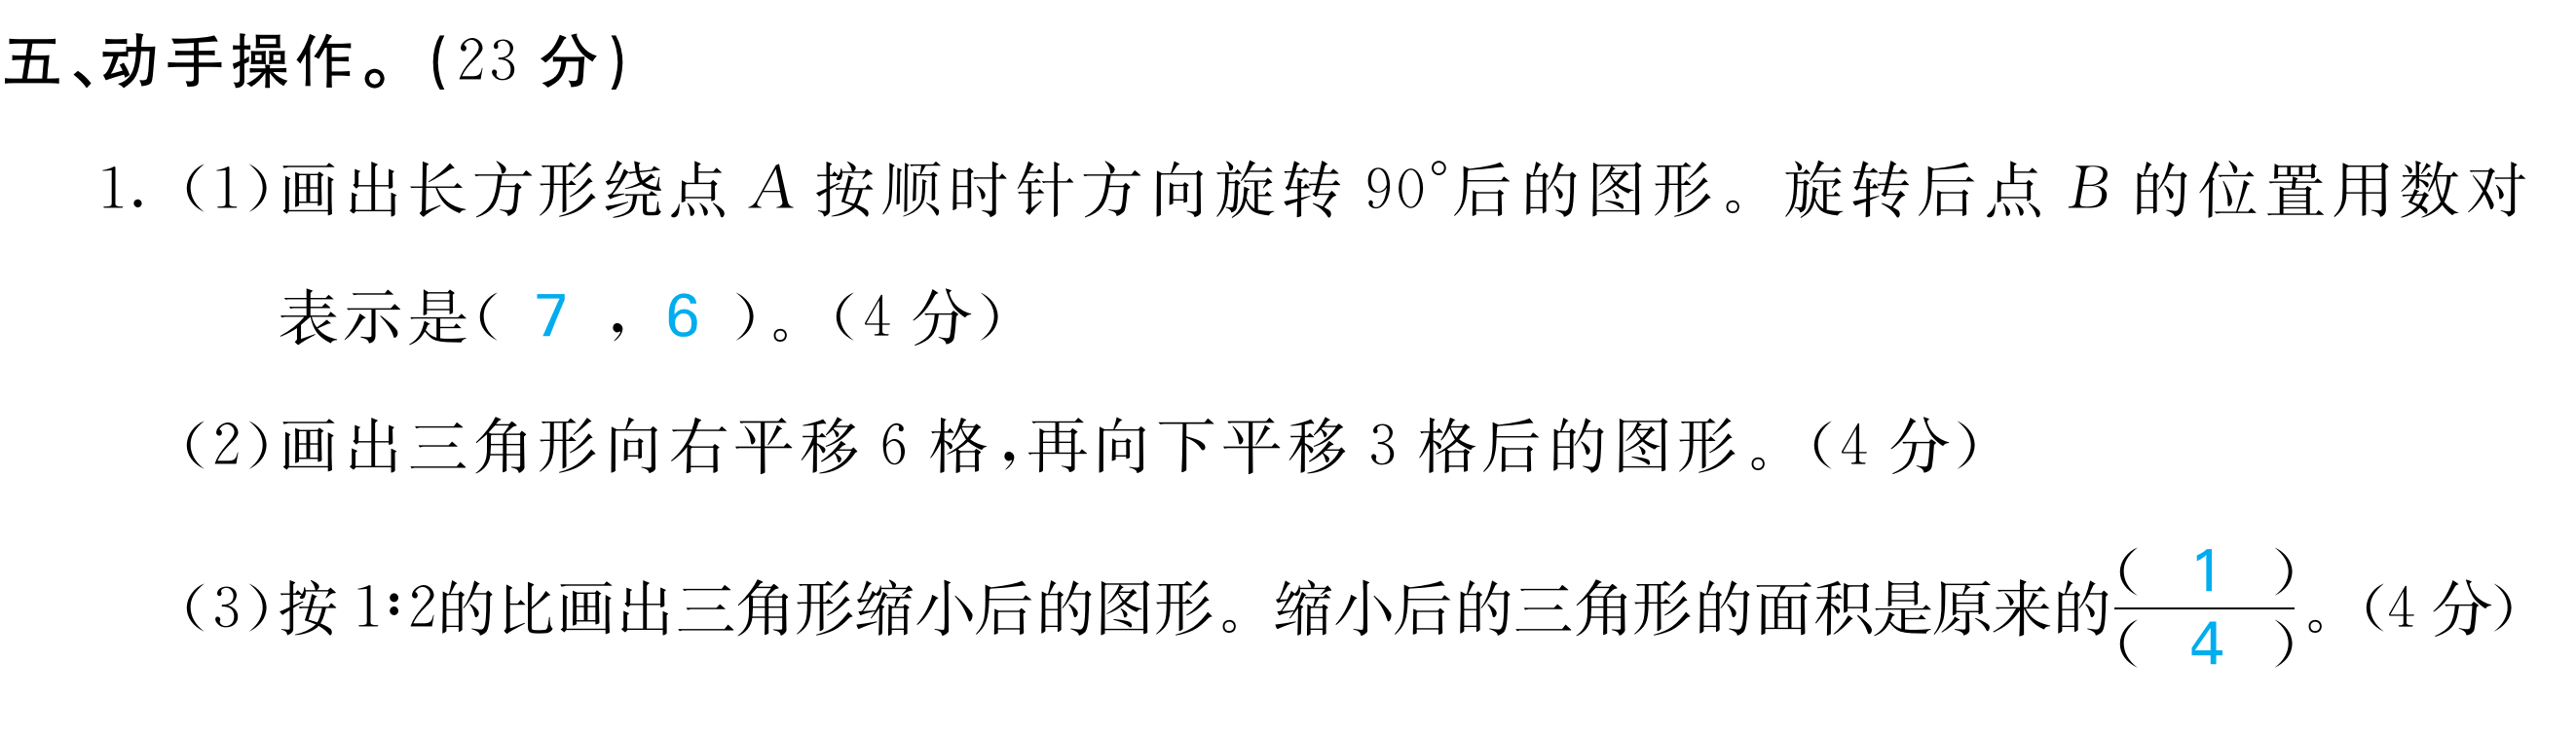 五、动手操作。(23 分)
1. (1)画出长方形绕点 A 按顺时针方向旋转 90°后的图形。旋转后点 B 的位置用数对
表示是( 7 , 6 )。(4 分)
(2)画出三角形向右平移 6 格,再向下平移 3 格后的图形。(4 分)
(3)按 1∶2的比画出三角形缩小后的图形。缩小后的三角形的面积是原来的( 1 )/( 4 )。(4 分)